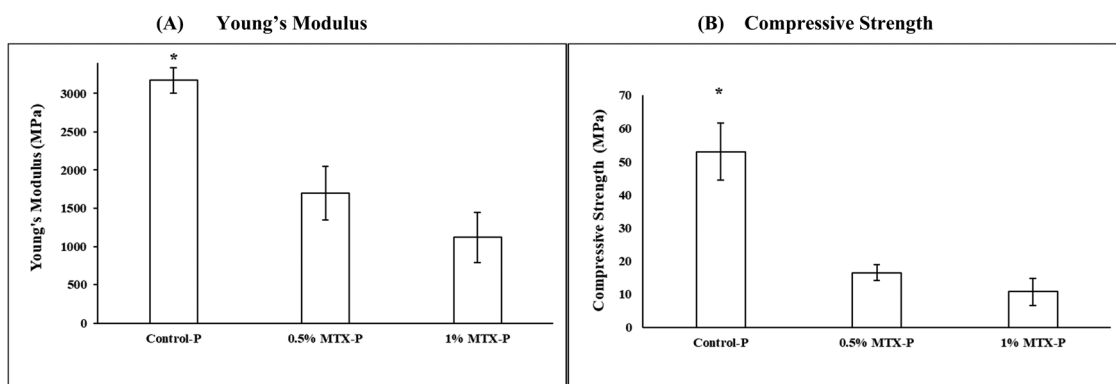 (A) Young's Modulus
*
3000
2500
2000
1500
1000
500
0
Young's Modulus (MPa)
Control-P 0.5% MTX-P 1% MTX-P
(B) Compressive Strength
*
70
60
50
40
30
20
10
0
Compressive Strength (MPa)
Control-P 0.5% MTX-P 1% MTX-P